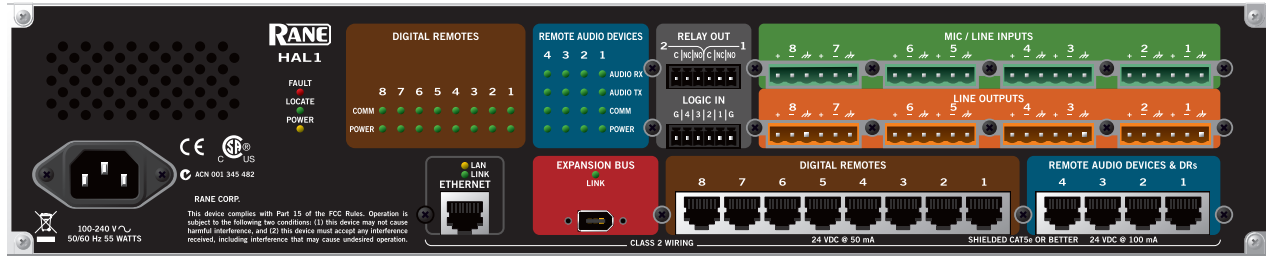 RANE
HAL1
FAULT
LOCATE
POWER
DIGITAL REMOTES
8 7 6 5 4 3 2 1
COMM
POWER
REMOTE AUDIO DEVICES
4 3 2 1
AUDIO RX
AUDIO TX
COMM
POWER
RELAY OUT
2 1
C|NC|NO C|NC|NO
LOGIC IN
G|4|3|2|1|G
MIC / LINE INPUTS
8 7 6 5 4 3 2 1
+ − + − + − + − + − + − + − + −
LINE OUTPUTS
8 7 6 5 4 3 2 1
+ − + − + − + − + − + − + − + −
CE
C SA ® US
ACN 001 345 482
RANE CORP.
This device complies with Part 15 of the FCC Rules. Operation is
subject to the following two conditions: (1) this device may not cause
harmful interference, and (2) this device must accept any interference
received, including interference that may cause undesired operation.
100-240 V
50/60 Hz 55 WATTS
LAN
LINK
ETHERNET
EXPANSION BUS
LINK
DIGITAL REMOTES
8 7 6 5 4 3 2 1
REMOTE AUDIO DEVICES & DRs
4 3 2 1
CLASS 2 WIRING
24 VDC @ 50 mA
SHIELDED CAT5e OR BETTER
24 VDC @ 100 mA